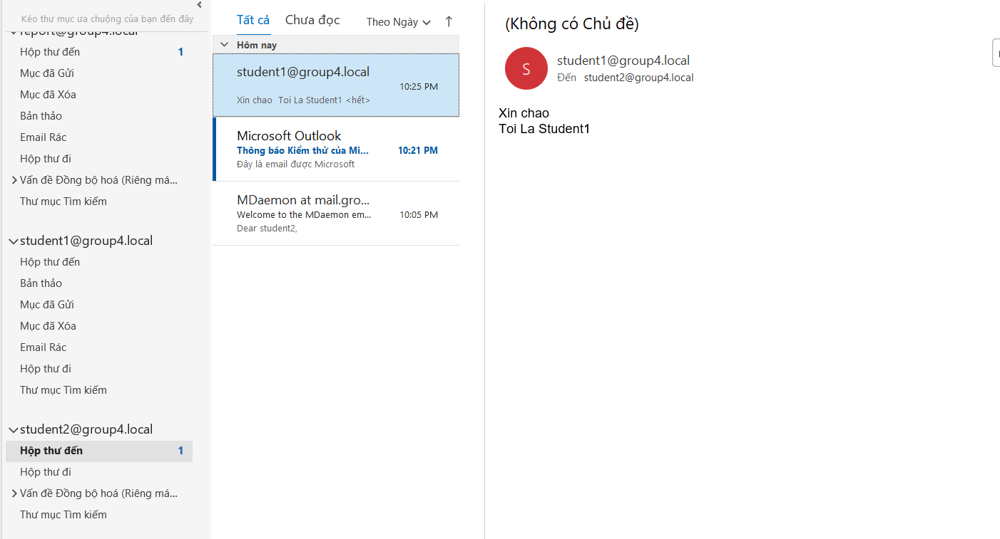 Kéo thư mục ưa chuộng của bạn đến đây
report@group4.local
Hộp thư đến 1
Mục đã Gửi
Mục đã Xóa
Bản thảo
Email Rác
Hộp thư đi
Vấn đề Đồng bộ hoá (Riêng má...
Thư mục Tìm kiếm
student1@group4.local
Hộp thư đến
Bản thảo
Mục đã Gửi
Mục đã Xóa
Email Rác
Hộp thư đi
Thư mục Tìm kiếm
student2@group4.local
Hộp thư đến 1
Hộp thư đi
Vấn đề Đồng bộ hoá (Riêng má...
Thư mục Tìm kiếm
Tất cả Chưa đọc Theo Ngày
Hôm nay
student1@group4.local
10:25 PM
Xin chao Toi La Student1 <hết>
Microsoft Outlook
Thông báo Kiểm thử của Mi... 10:21 PM
Đây là email được Microsoft
MDaemon at mail.gro...
Welcome to the MDaemon em... 10:05 PM
Dear student2,
(Không có Chủ đề)
S
student1@group4.local
Đến student2@group4.local
Xin chao
Toi La Student1